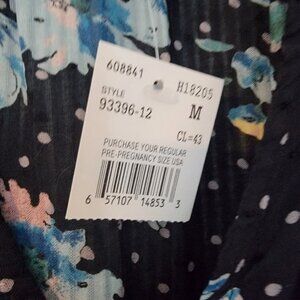 608841 H18205
STYLE M
93396-12
CL=43
PURCHASE YOUR REGULAR
PRE-PREGNANCY SIZE USA
6 57107 14853 3